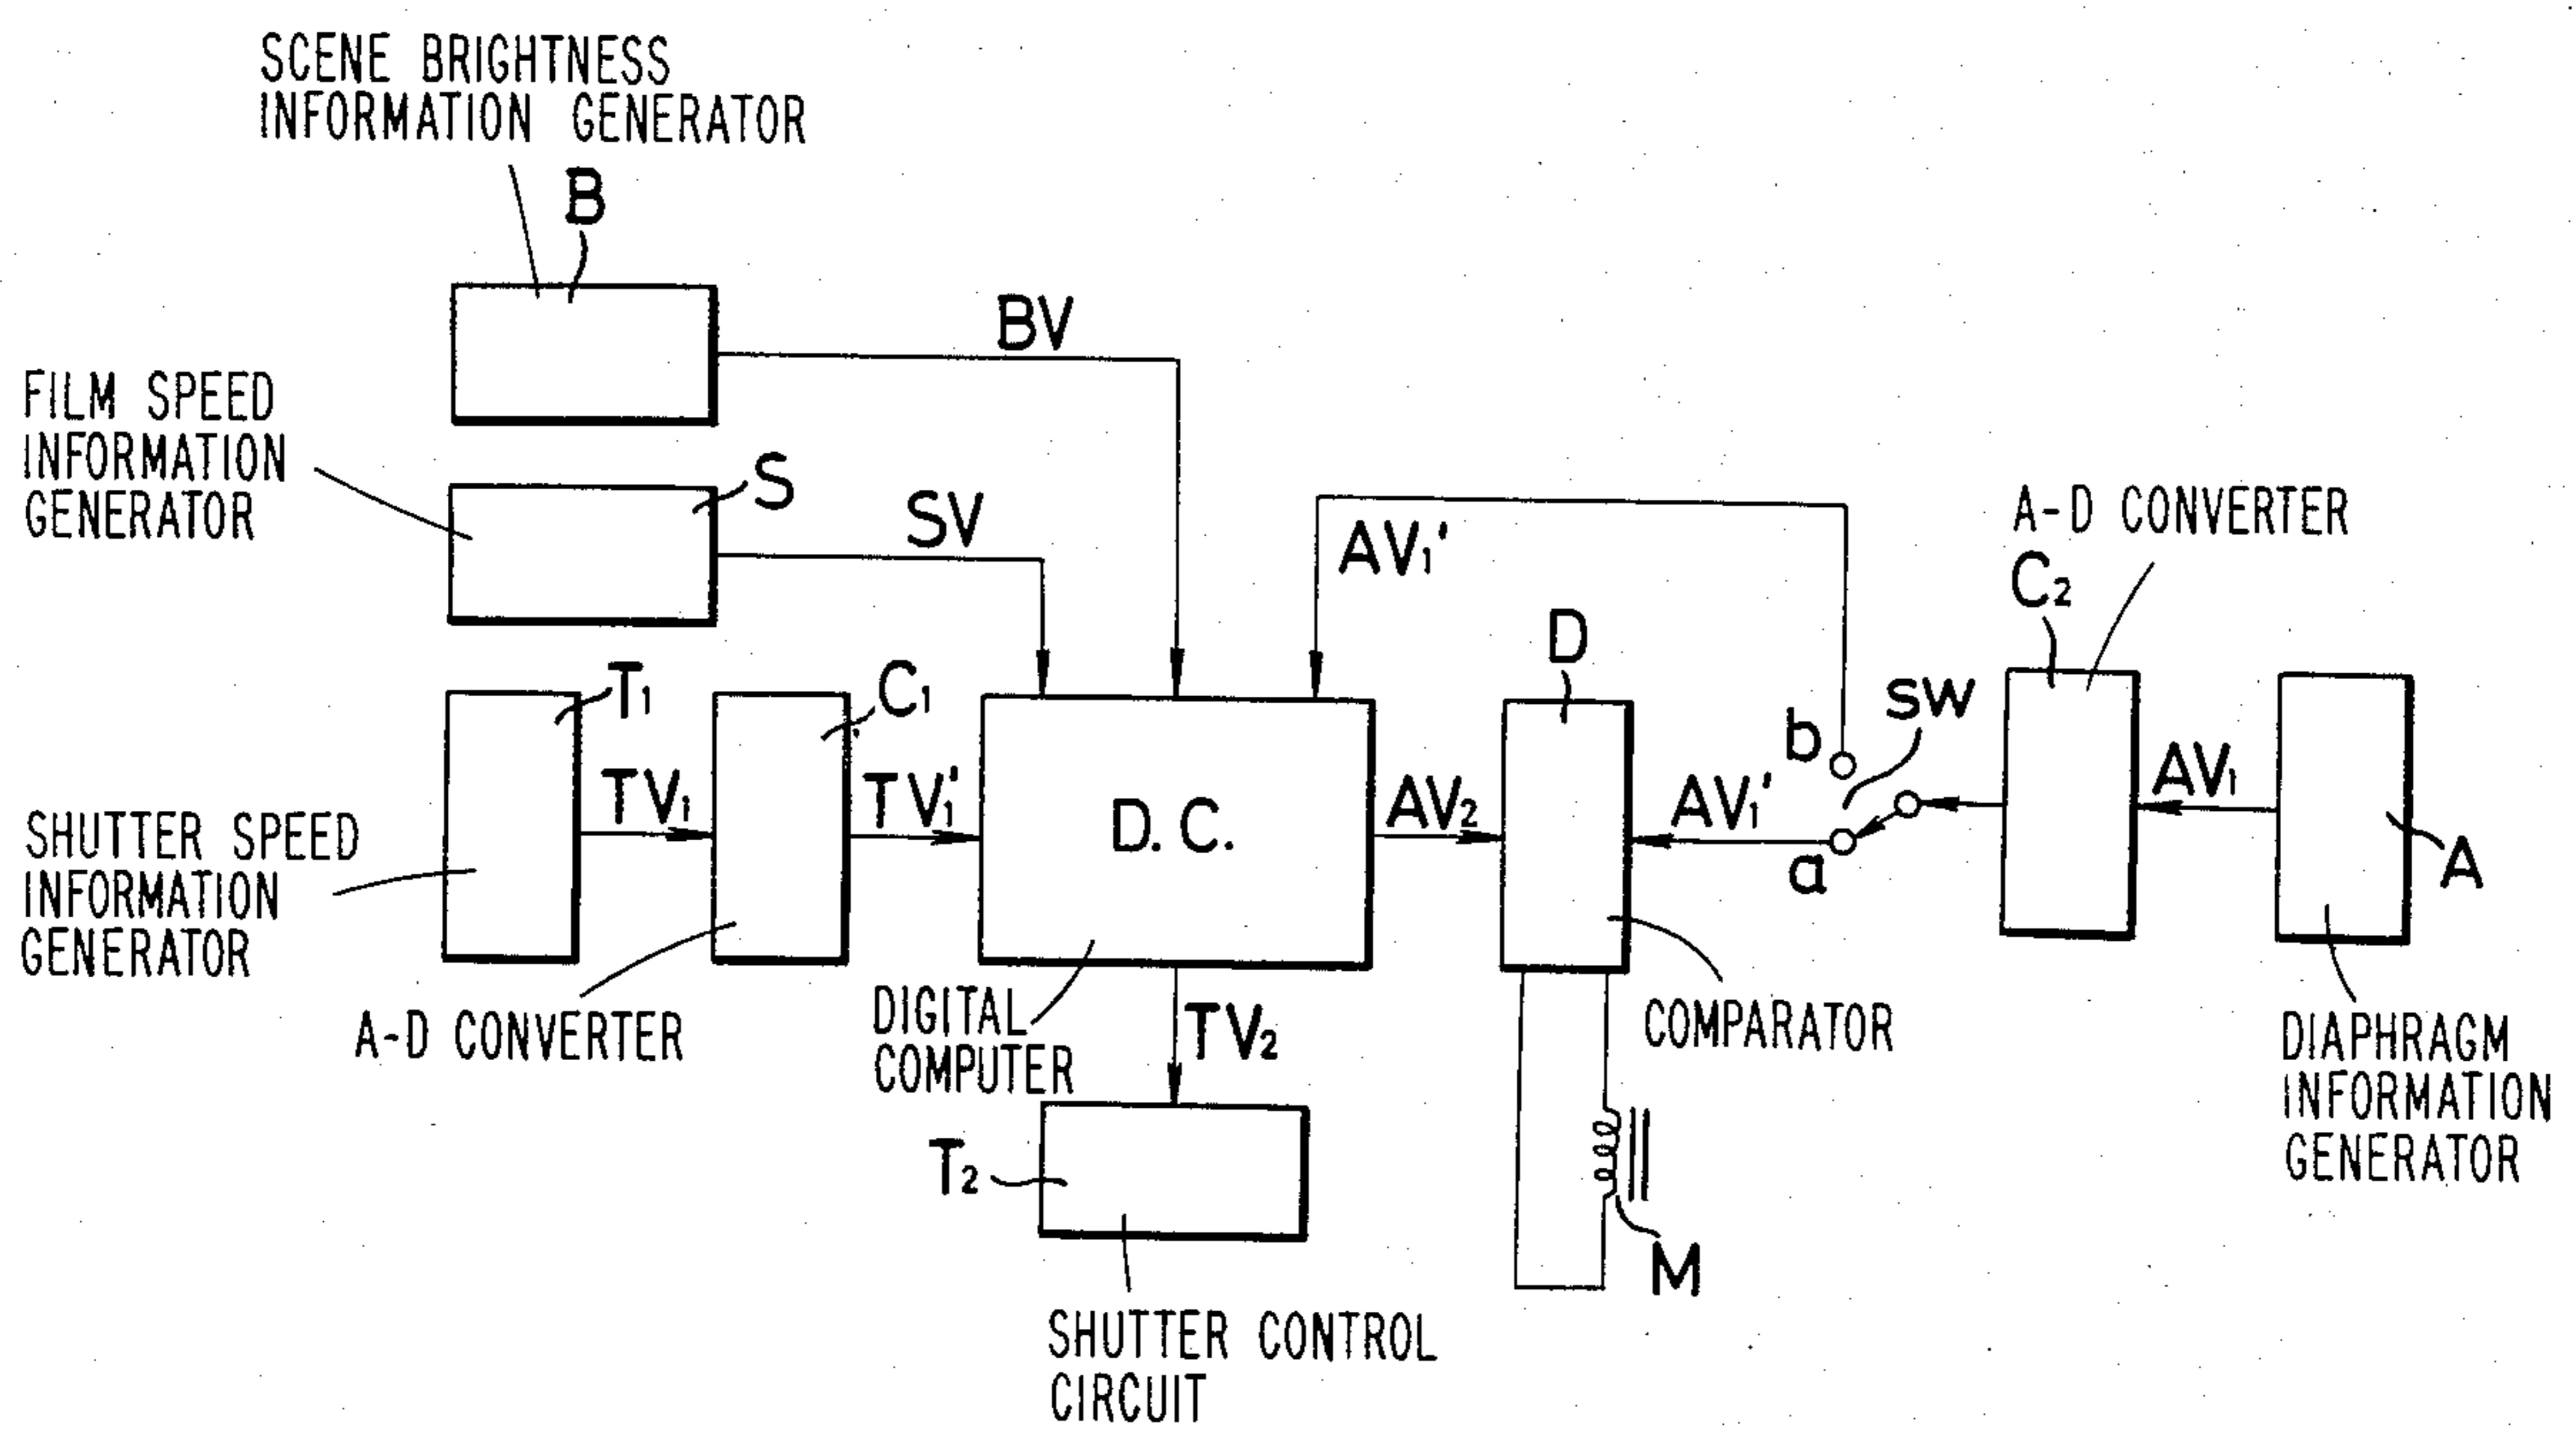 SCENE BRIGHTNESS
INFORMATION GENERATOR
B
BV
FILM SPEED
INFORMATION
GENERATOR
S
SV
AV₁'
A-D CONVERTER
C₂
D
T₁
C₁
SW
b
TV₁
TV₁'
D.C.
AV₂
AV₁'
a
AV₁
A
SHUTTER SPEED
INFORMATION
GENERATOR
A-D CONVERTER
DIGITAL
COMPUTER
TV₂
COMPARATOR
DIAPHRAGM
INFORMATION
GENERATOR
T₂
M
SHUTTER CONTROL
CIRCUIT